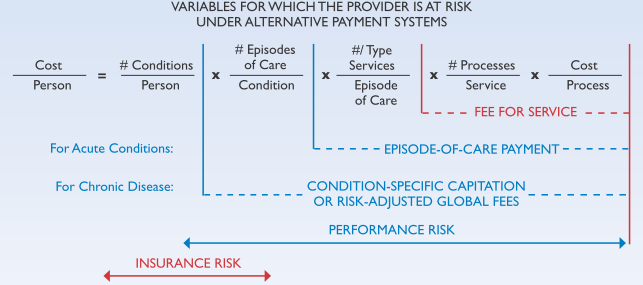 VARIABLES FOR WHICH THE PROVIDER IS AT RISK
UNDER ALTERNATIVE PAYMENT SYSTEMS
Cost
Person
=
# Conditions
Person
x
# Episodes
of Care
Condition
x
#/ Type
Services
Episode
of Care
x
# Processes
Service
x
Cost
Process
FEE FOR SERVICE
For Acute Conditions:
EPISODE-OF-CARE PAYMENT
For Chronic Disease:
CONDITION-SPECIFIC CAPITATION
OR RISK-ADJUSTED GLOBAL FEES
PERFORMANCE RISK
INSURANCE RISK